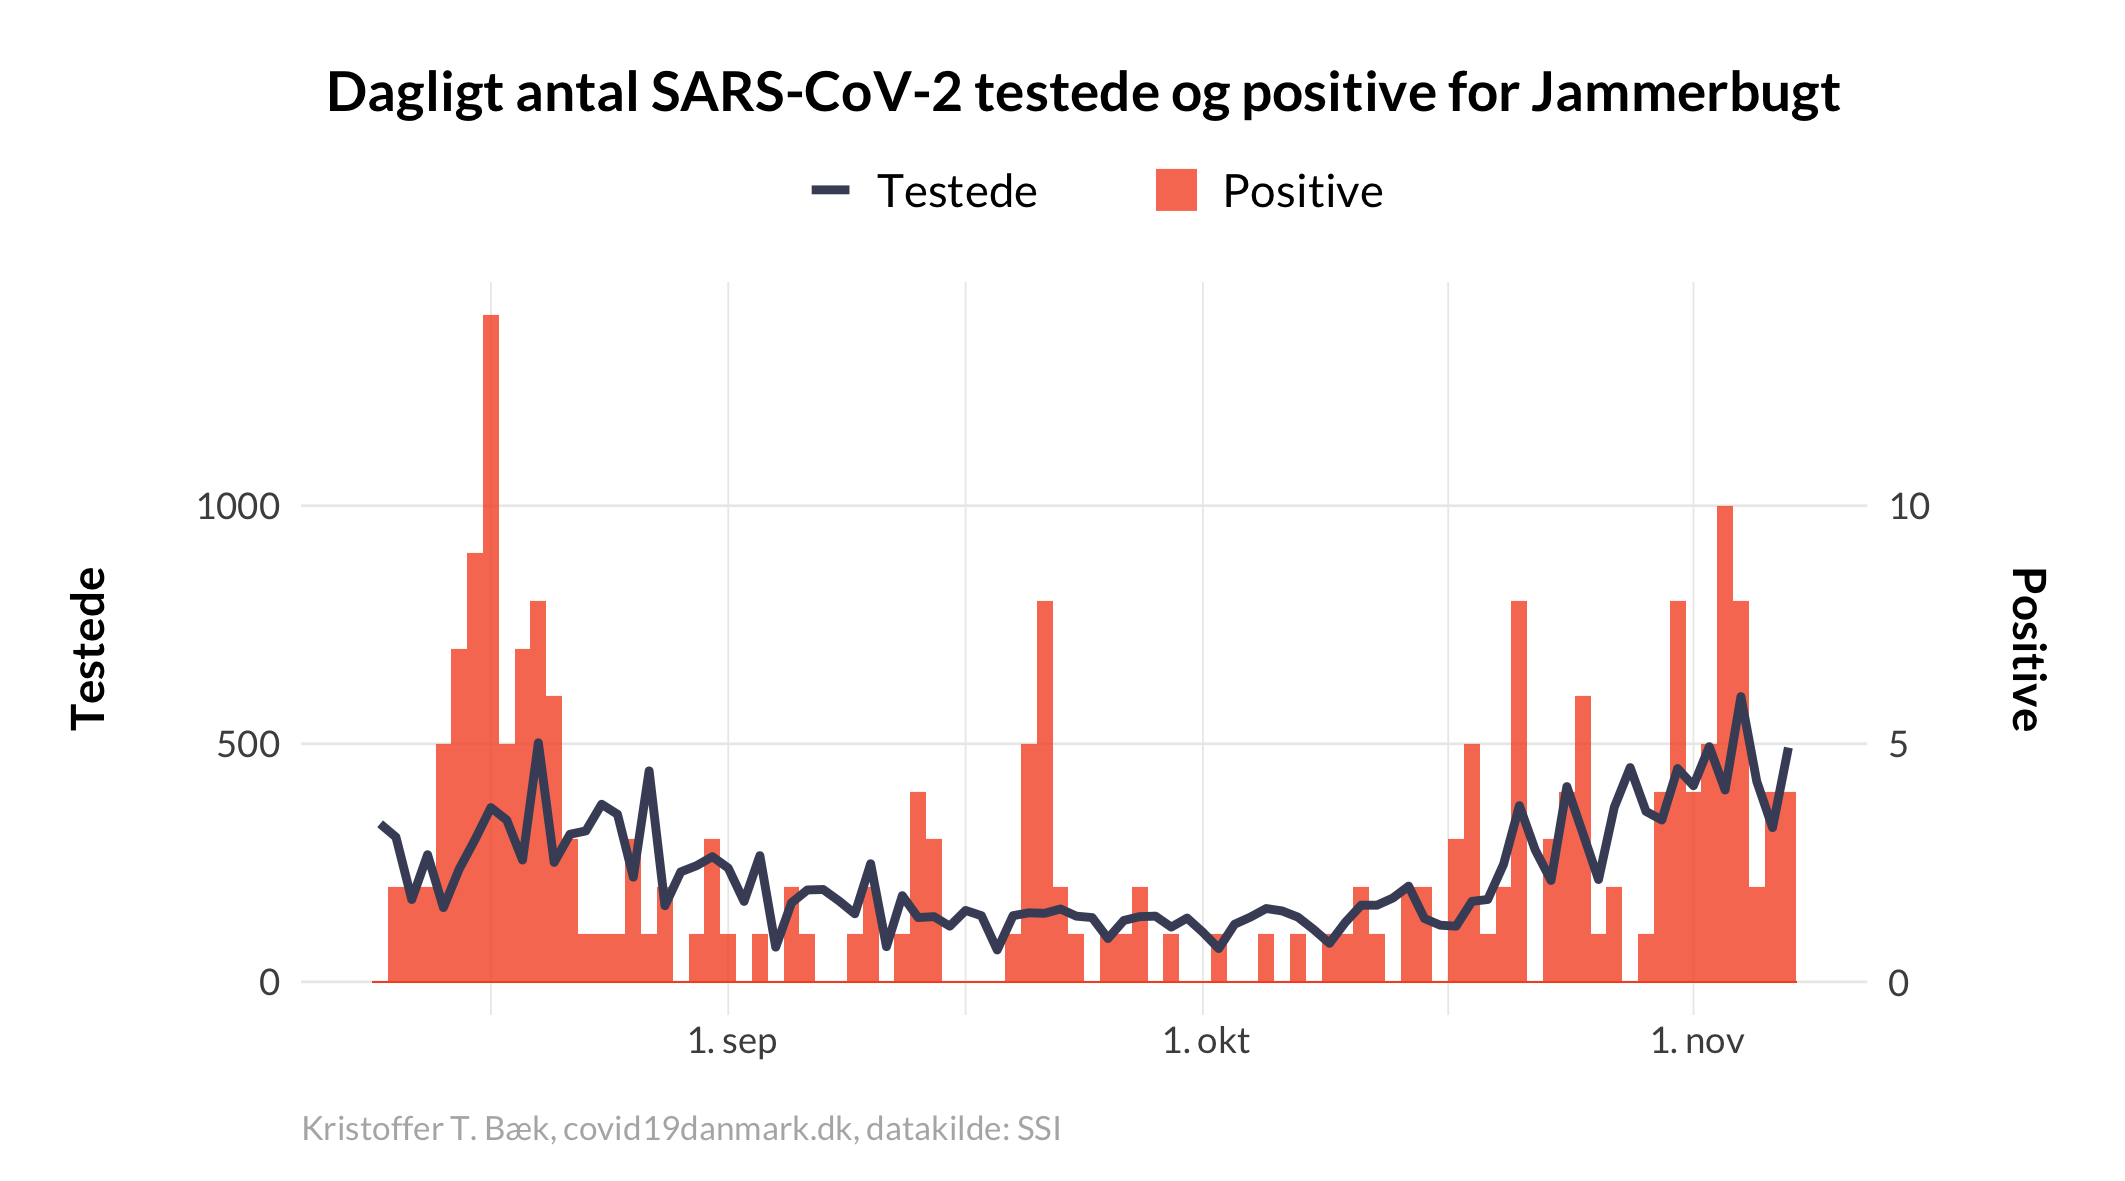 Dagligt antal SARS-CoV-2 testede og positive for Jammerbugt
Testede
Positive
1000
500
0
Testede
10
5
0
Positive
1. sep
1. okt
1. nov
Kristoffer T. Bæk, covid19danmark.dk, datakilde: SSI